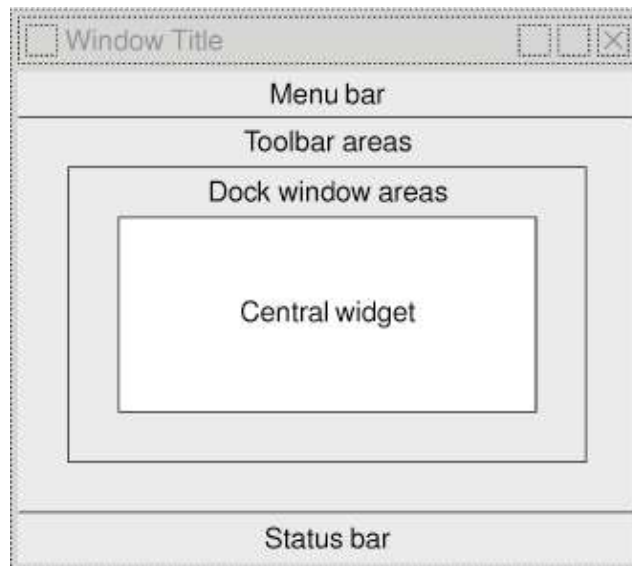 Window Title
Menu bar
Toolbar areas
Dock window areas
Central widget
Status bar